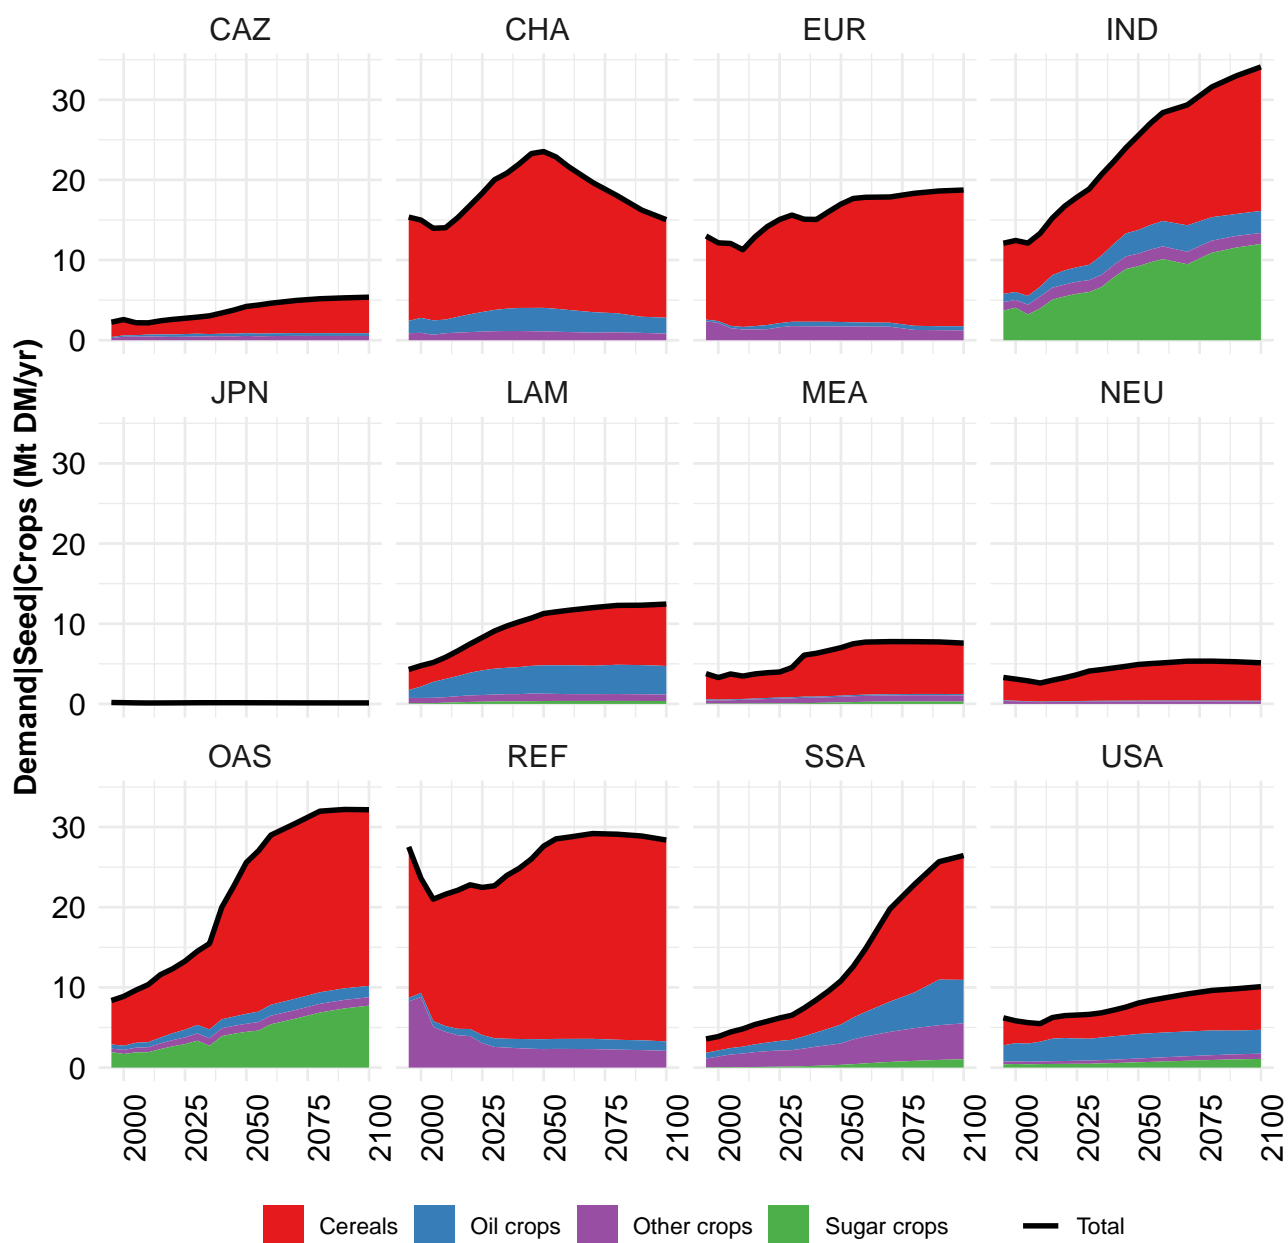 CAZ CHA EUR IND
30
20
10
0
JPN LAM MEA NEU
30
20
10
0
OAS REF SSA USA
30
20
10
0
Demand|Seed|Crops (Mt DM/yr)
2000 2025 2050 2075 2100 2000 2025 2050 2075 2100 2000 2025 2050 2075 2100 2000 2025 2050 2075 2100
Cereals Oil crops Other crops Sugar crops Total